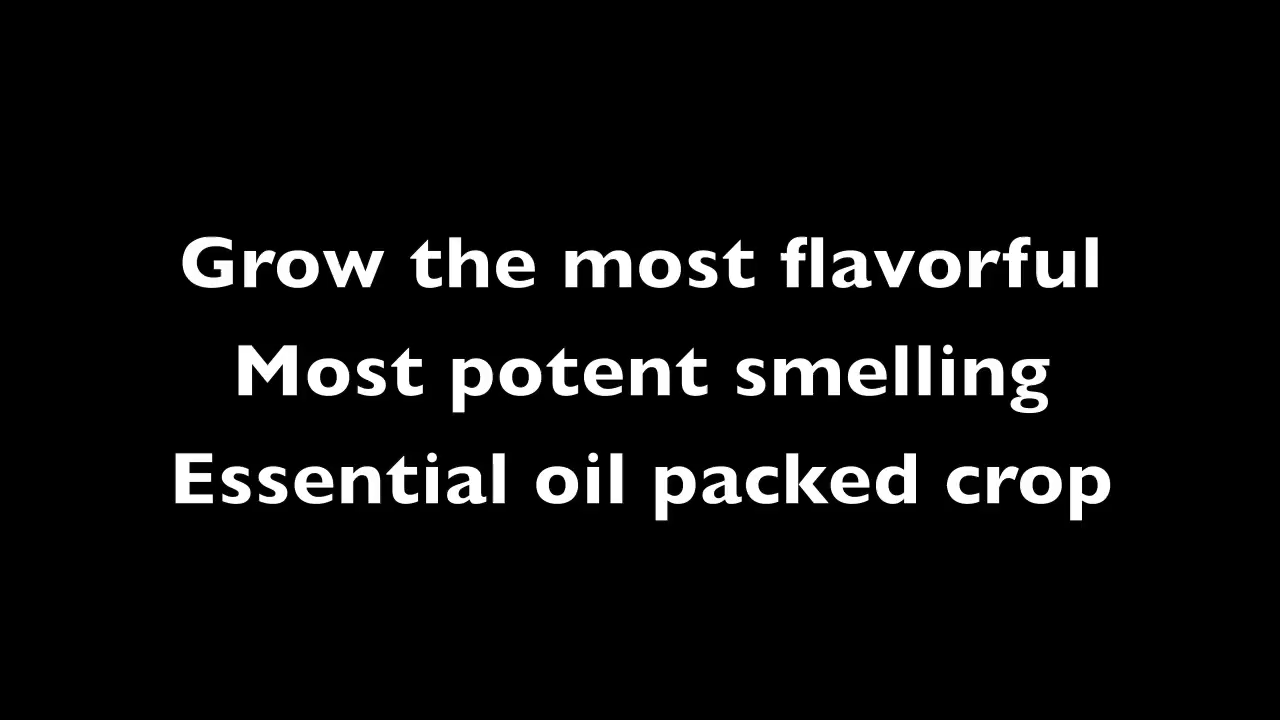 Grow the most flavorful
Most potent smelling
Essential oil packed crop